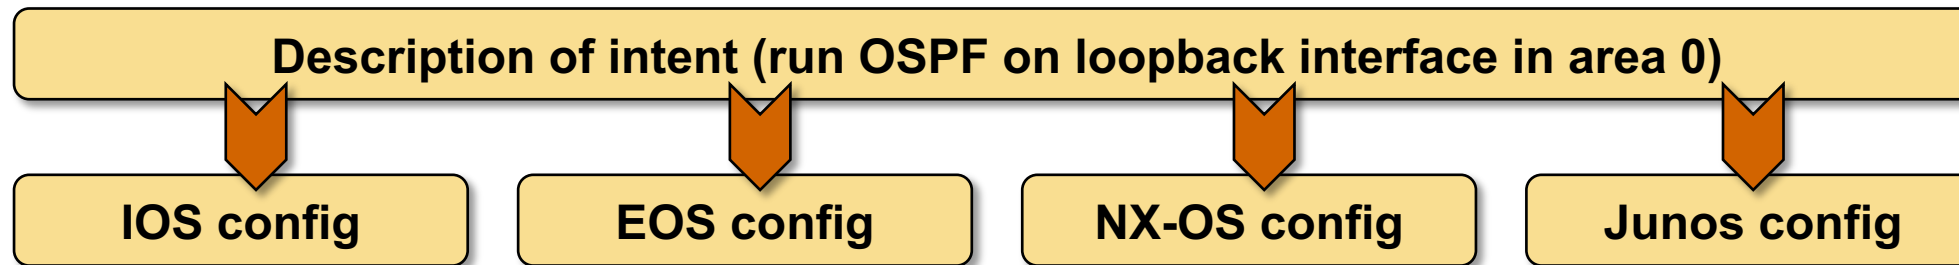 Description of intent (run OSPF on loopback interface in area 0)
IOS config
EOS config
NX-OS config
Junos config